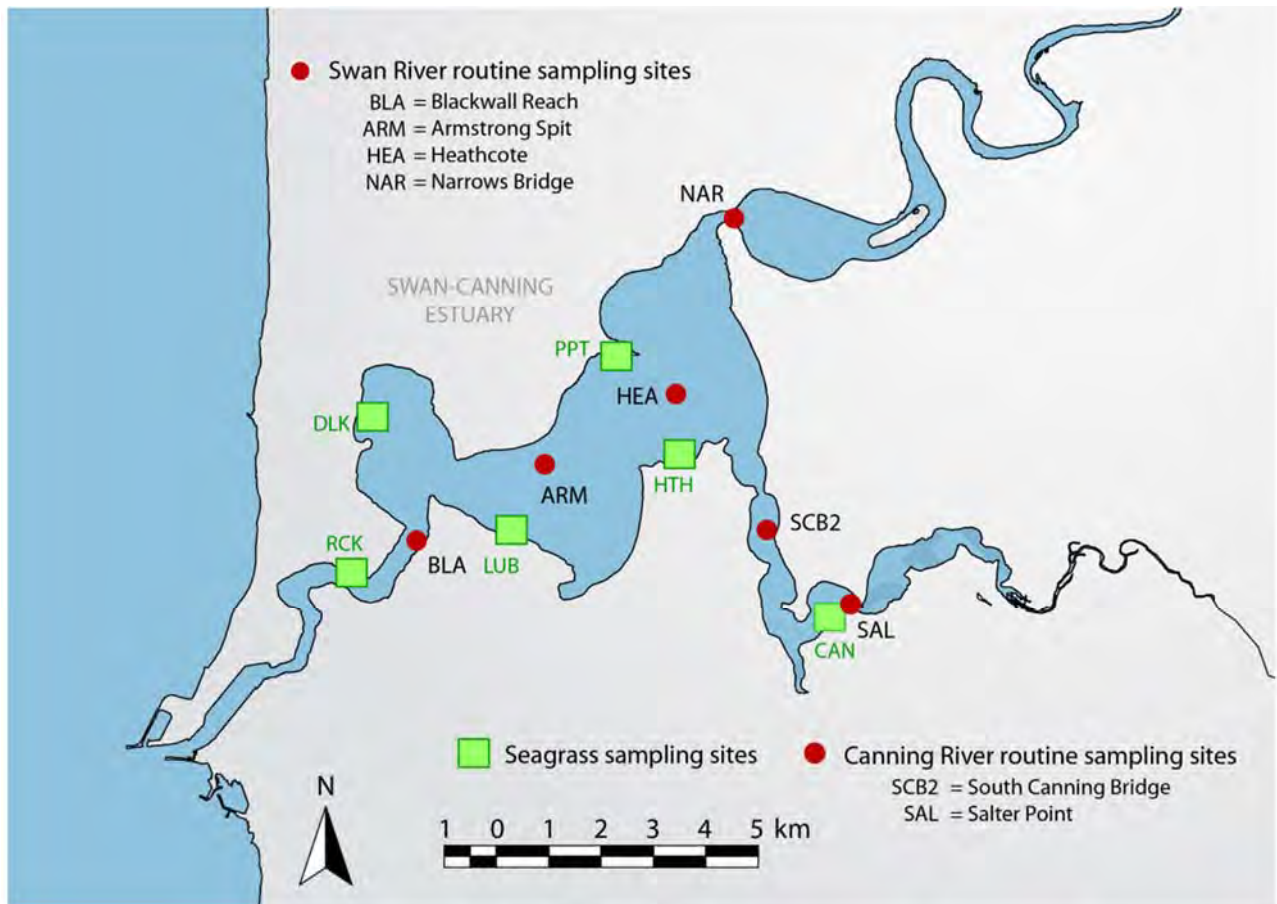 Swan River routine sampling sites
BLA = Blackwall Reach
ARM = Armstrong Spit
HEA = Heathcote
NAR = Narrows Bridge
NAR
SWAN-CANNING
ESTUARY
PPT
HEA
DLK
HTH
ARM
SCB2
RCK
BLA
LUB
SAL
CAN
Seagrass sampling sites
Canning River routine sampling sites
SCB2 = South Canning Bridge
SAL = Salter Point
N
1 0 1 2 3 4 5 km